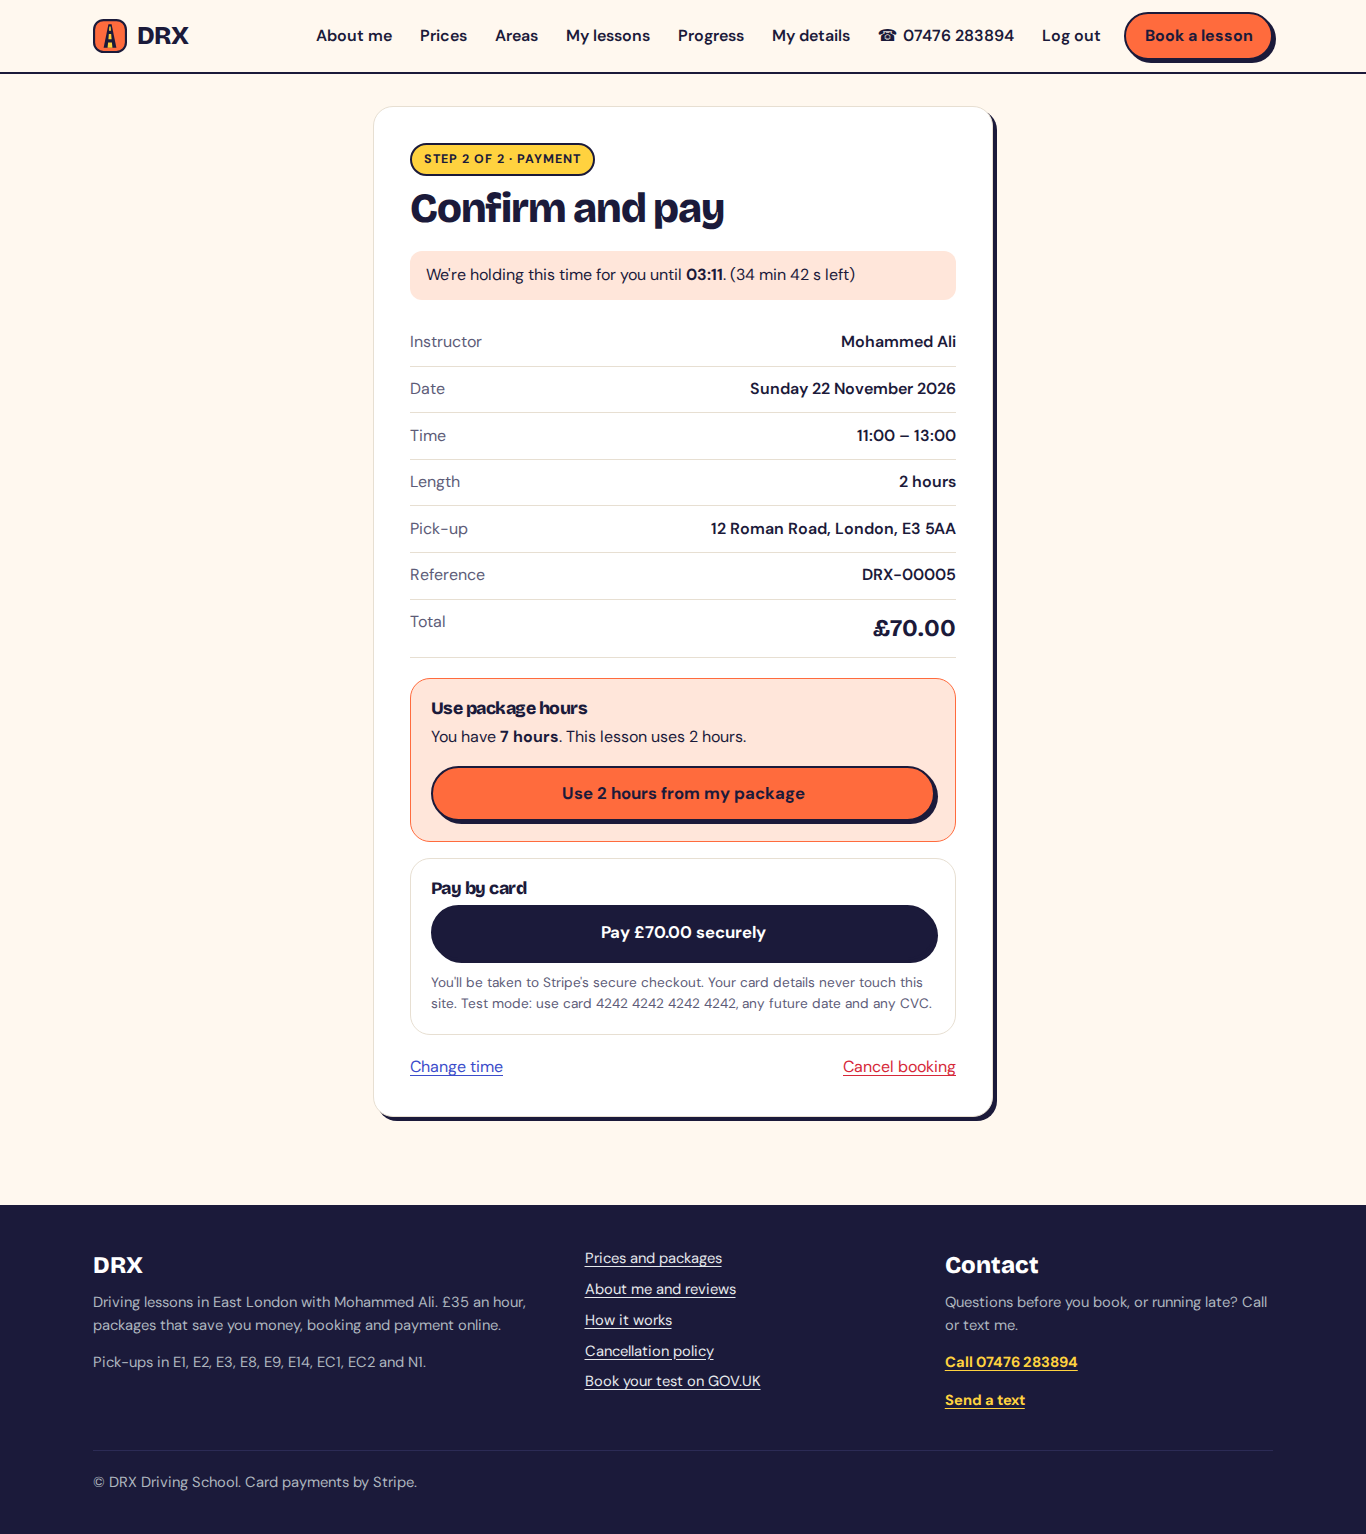 DRX
About me
Prices
Areas
My lessons
Progress
My details
☎ 07476 283894
Log out
Book a lesson
STEP 2 OF 2 · PAYMENT
Confirm and pay
We're holding this time for you until 03:11. (34 min 42 s left)
Instructor Mohammed Ali
Date Sunday 22 November 2026
Time 11:00 – 13:00
Length 2 hours
Pick-up 12 Roman Road, London, E3 5AA
Reference DRX-00005
Total £70.00
Use package hours
You have 7 hours. This lesson uses 2 hours.
Use 2 hours from my package
Pay by card
Pay £70.00 securely
You'll be taken to Stripe's secure checkout. Your card details never touch this
site. Test mode: use card 4242 4242 4242 4242, any future date and any CVC.
Change time
Cancel booking
DRX
Driving lessons in East London with Mohammed Ali. £35 an hour,
packages that save you money, booking and payment online.
Pick-ups in E1, E2, E3, E8, E9, E14, EC1, EC2 and N1.
Prices and packages
About me and reviews
How it works
Cancellation policy
Book your test on GOV.UK
Contact
Questions before you book, or running late? Call
or text me.
Call 07476 283894
Send a text
© DRX Driving School. Card payments by Stripe.